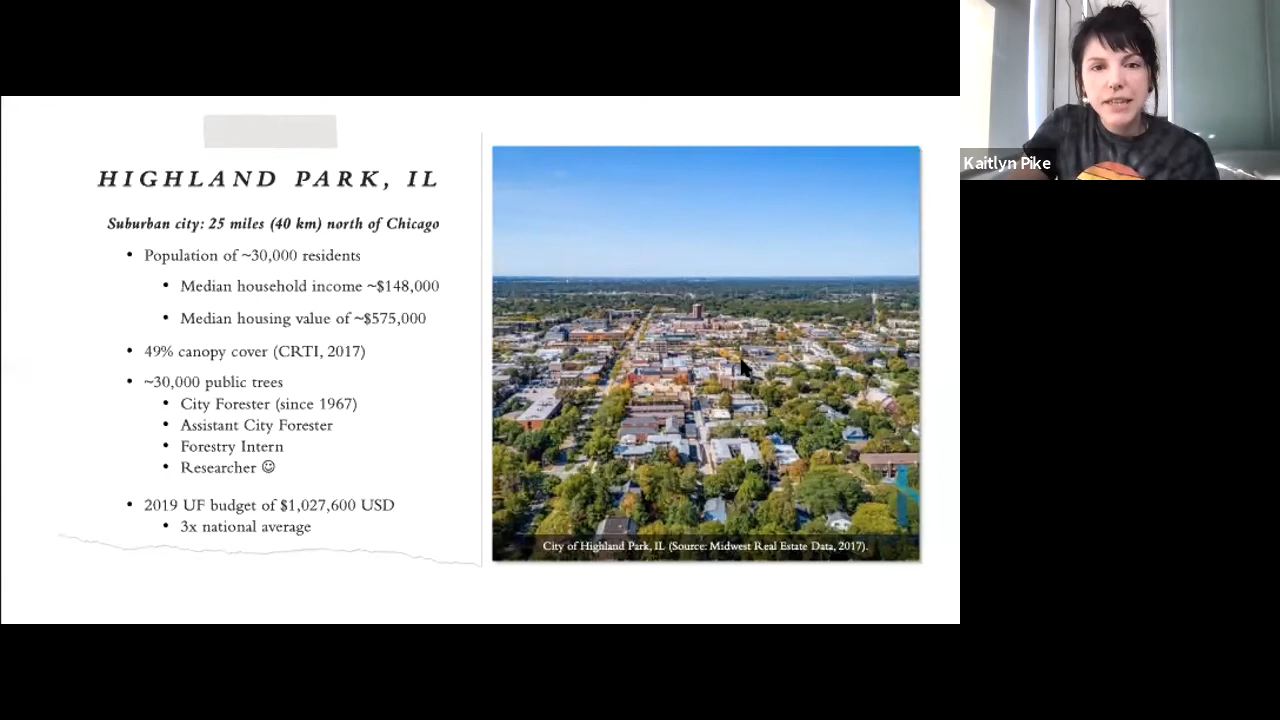 HIGHLAND PARK, IL
Suburban city: 25 miles (40 km) north of Chicago
• Population of ~30,000 residents
• Median household income ~$148,000
• Median housing value of ~$575,000
• 49% canopy cover (CRTI, 2017)
• ~30,000 public trees
• City Forester (since 1967)
• Assistant City Forester
• Forestry Intern
• Researcher ☺
• 2019 UF budget of $1,027,600 USD
• 3x national average
City of Highland Park, IL (Source: Midwest Real Estate Data, 2017).
Kaitlyn Pike